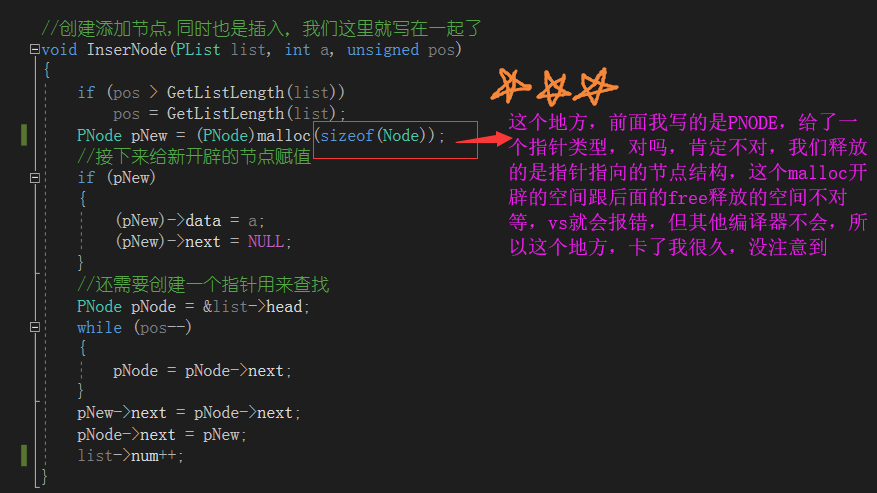 //创建添加节点,同时也是插入，我们这里就写在一起了
void InserNode(PList list, int a, unsigned pos)
{
if (pos > GetListLength(list))
pos = GetListLength(list);
PNode pNew = (PNode)malloc(sizeof(Node));
//接下来给新开辟的节点赋值
if (pNew)
{
(pNew)->data = a;
(pNew)->next = NULL;
}
//还需要创建一个指针用来查找
PNode pNode = &list->head;
while (pos--)
{
pNode = pNode->next;
}
pNew->next = pNode->next;
pNode->next = pNew;
list->num++;
}
这个地方，前面我写的是PNODE，给了一
个指针类型，对吗，肯定不对，我们释放
的是指针指向的节点结构，这个malloc开
辟的空间跟后面的free释放的空间不对
等，vs就会报错，但其他编译器不会，所
以这个地方，卡了我很久，没注意到